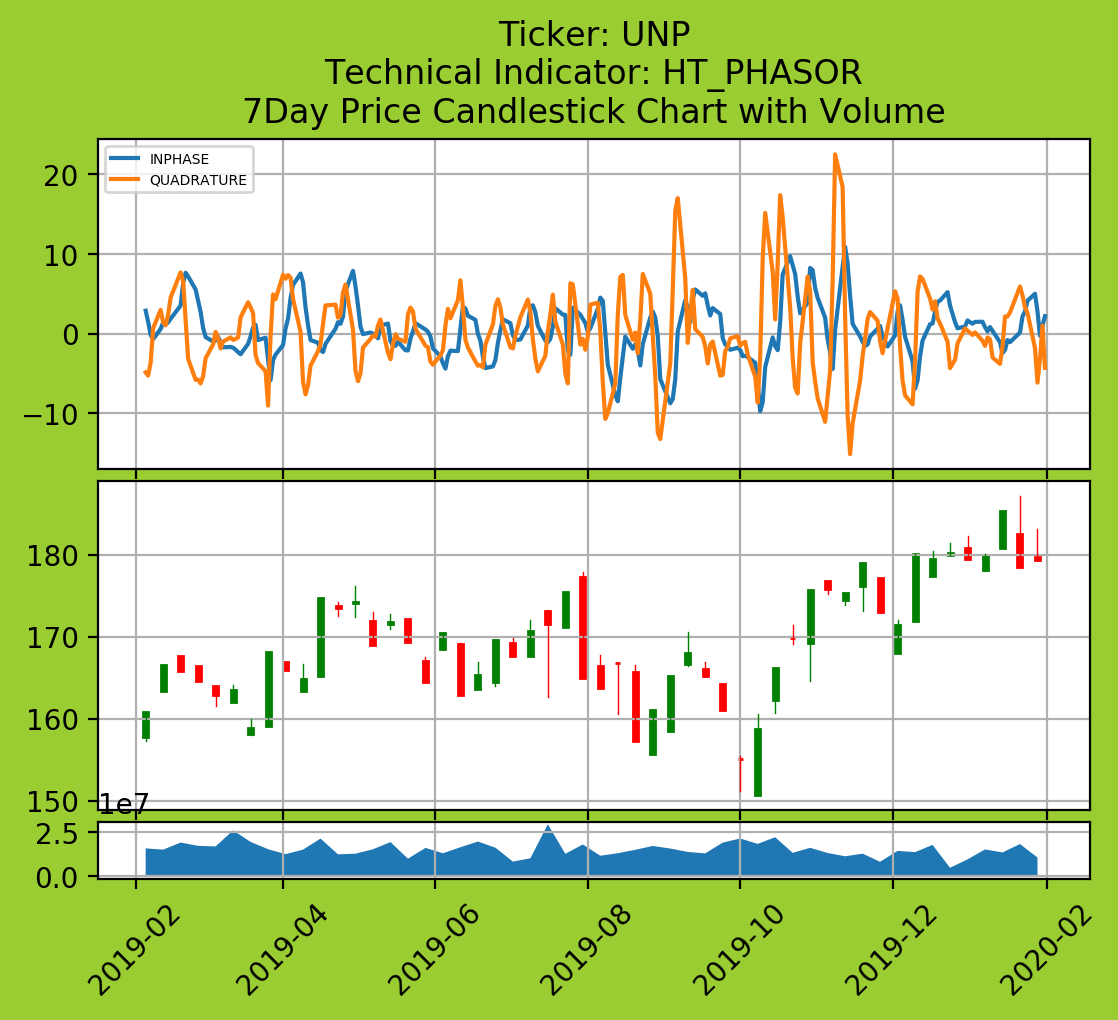 Ticker: UNP
Technical Indicator: HT_PHASOR
7Day Price Candlestick Chart with Volume
INPHASE
QUADRATURE
20
10
0
−10
180
170
160
150
1e7
2.5
0.0
2019-02
2019-04
2019-06
2019-08
2019-10
2019-12
2020-02